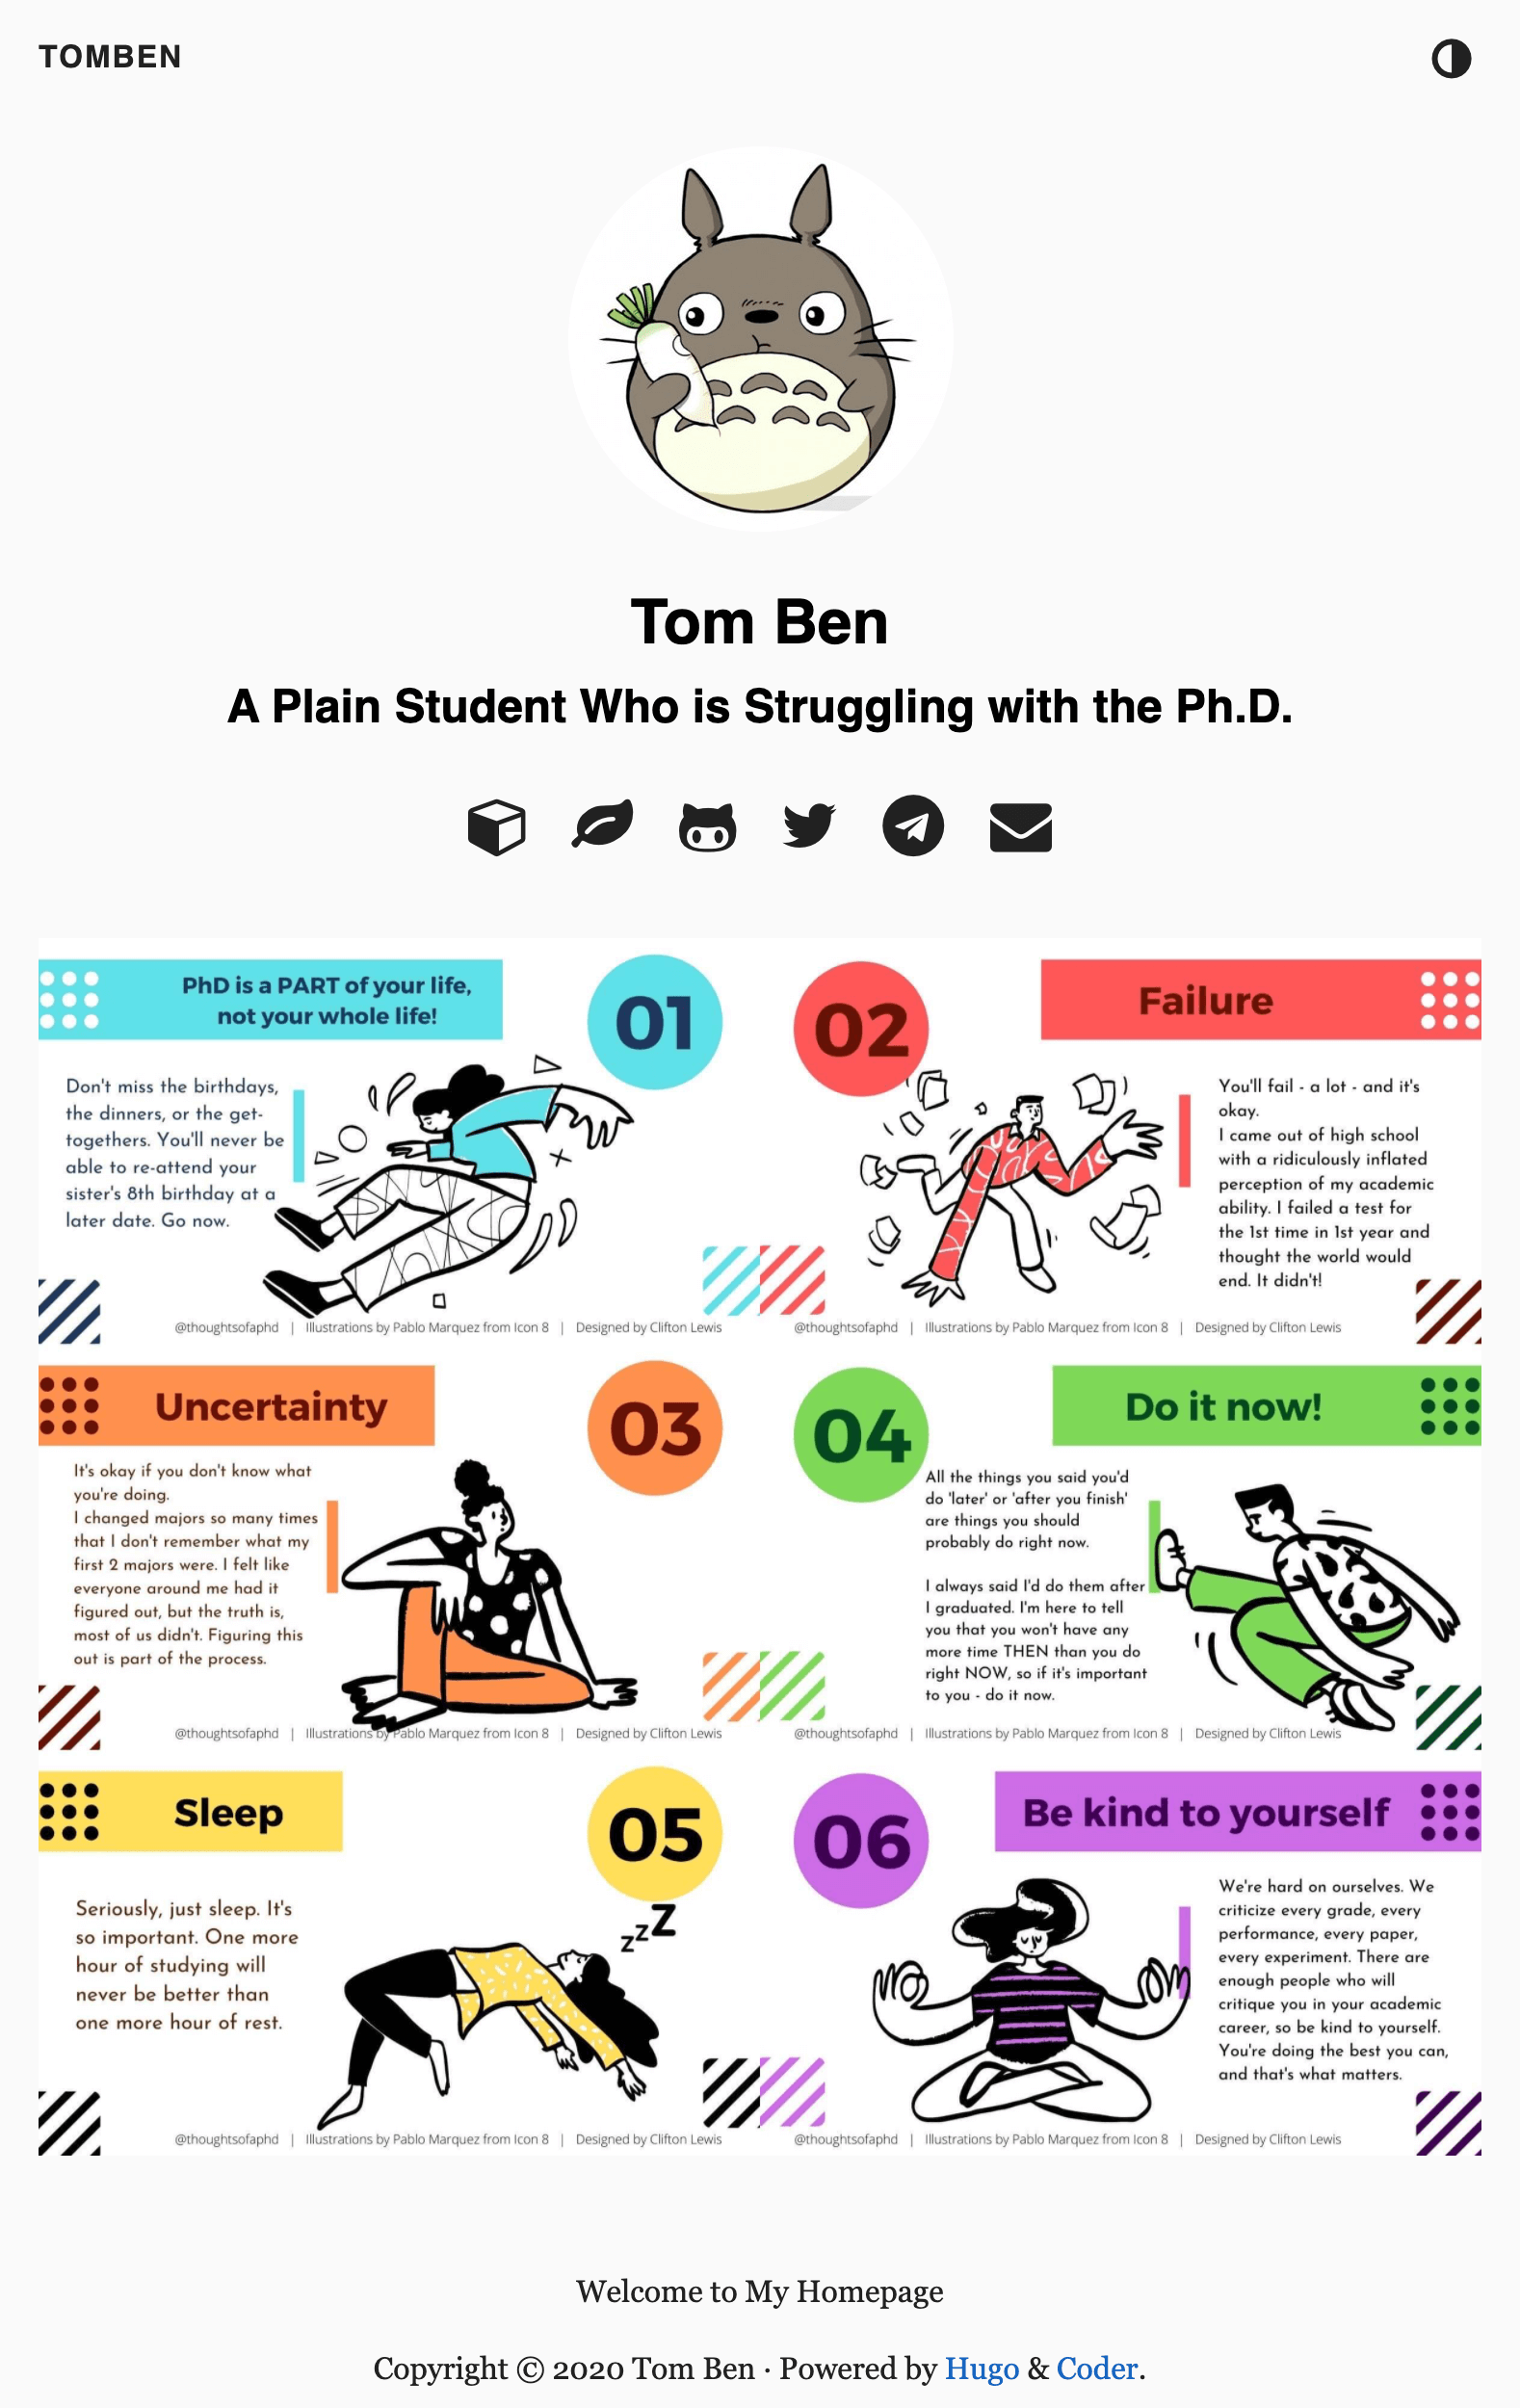 TOMBEN
Tom Ben
A Plain Student Who is Struggling with the Ph.D.
PhD is a PART of your life,
not your whole life!
01
Don't miss the birthdays,
the dinners, or the get-
togethers. You'll never be
able to re-attend your
sister's 8th birthday at a
later date. Go now.
@thoughtsofaphd | Illustrations by Pablo Marquez from Icon 8 | Designed by Clifton Lewis
02
Failure
You'll fail - a lot - and it's
okay.
I came out of high school
with a ridiculously inflated
perception of my academic
ability. I failed a test for
the 1st time in 1st year and
thought the world would
end. It didn't!
@thoughtsofaphd | Illustrations by Pablo Marquez from Icon 8 | Designed by Clifton Lewis
Uncertainty
03
It's okay if you don't know what
you're doing.
I changed majors so many times
that I don't remember what my
first 2 majors were. I felt like
everyone around me had it
figured out, but the truth is,
most of us didn't. Figuring this
out is part of the process.
@thoughtsofaphd | Illustrations by Pablo Marquez from Icon 8 | Designed by Clifton Lewis
04
Do it now!
All the things you said you'd
do 'later' or 'after you finish'
are things you should
probably do right now.
I always said I'd do them after
I graduated. I'm here to tell
you that you won't have any
more time THEN than you do
right NOW, so if it's important
to you - do it now.
@thoughtsofaphd | Illustrations by Pablo Marquez from Icon 8 | Designed by Clifton Lewis
Sleep
05
Seriously, just sleep. It's
so important. One more
hour of studying will
never be better than
one more hour of rest.
zzZ
@thoughtsofaphd | Illustrations by Pablo Marquez from Icon 8 | Designed by Clifton Lewis
06
Be kind to yourself
We're hard on ourselves. We
criticize every grade, every
performance, every paper,
every experiment. There are
enough people who will
critique you in your academic
career, so be kind to yourself.
You're doing the best you can,
and that's what matters.
@thoughtsofaphd | Illustrations by Pablo Marquez from Icon 8 | Designed by Clifton Lewis
Welcome to My Homepage
Copyright © 2020 Tom Ben · Powered by Hugo & Coder.